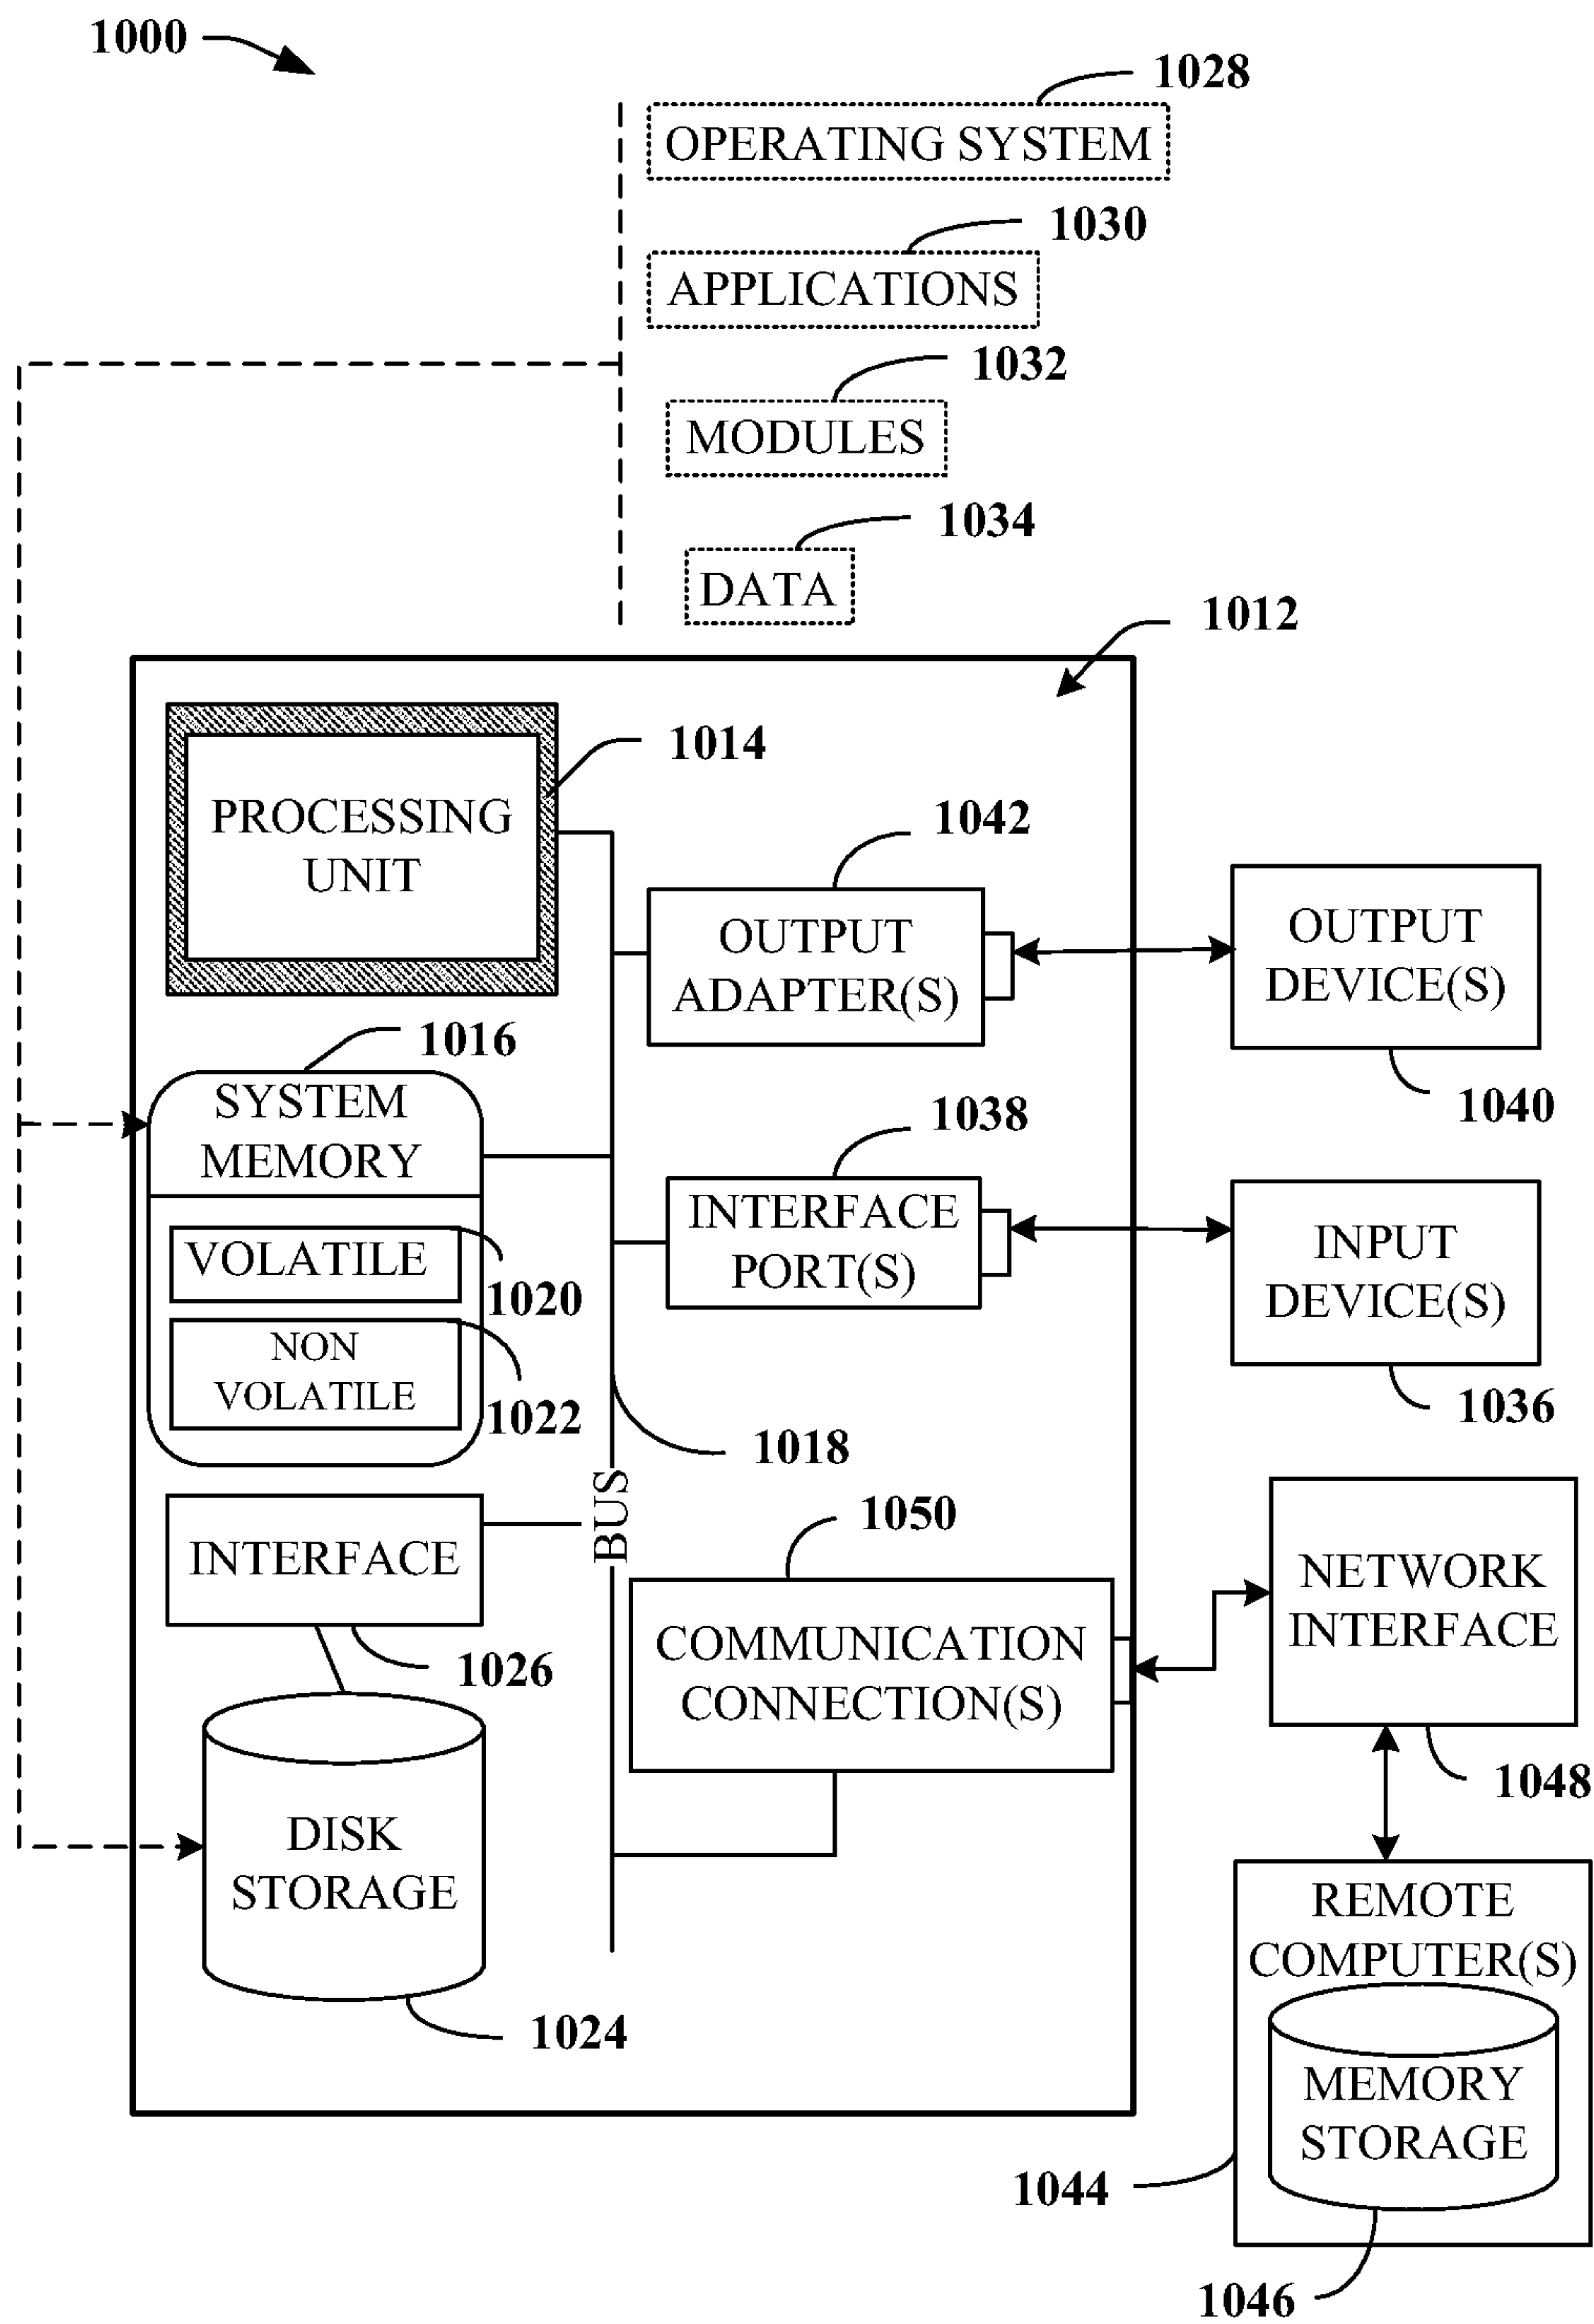 1000
1028
OPERATING SYSTEM
1030
APPLICATIONS
1032
MODULES
1034
DATA
1012
1014
PROCESSING
UNIT
1042
OUTPUT
ADAPTER(S)
OUTPUT
DEVICE(S)
1040
1016
SYSTEM
MEMORY
VOLATILE
1020
NON
VOLATILE
1022
1038
INTERFACE
PORT(S)
INPUT
DEVICE(S)
1036
1018
BUS
INTERFACE
1026
1050
COMMUNICATION
CONNECTION(S)
NETWORK
INTERFACE
1048
DISK
STORAGE
1024
REMOTE
COMPUTER(S)
MEMORY
STORAGE
1044
1046